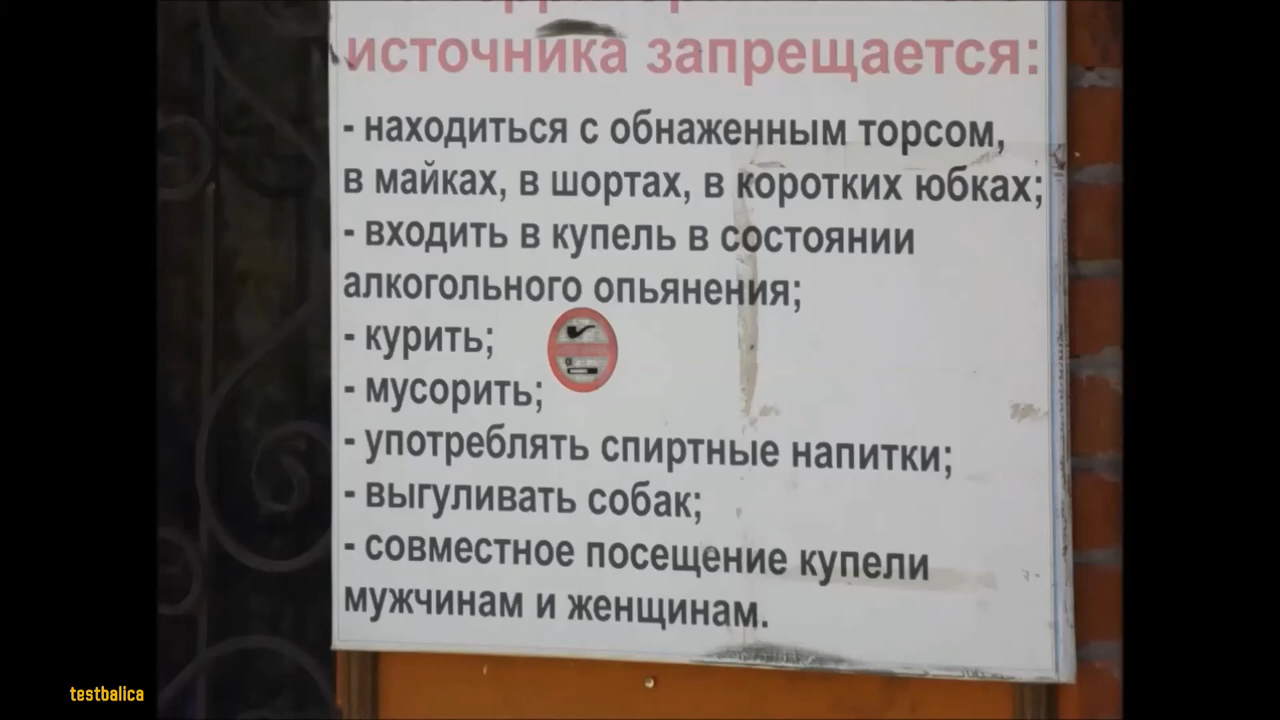 источника запрещается:
- находиться с обнаженным торсом,
в майках, в шортах, в коротких юбках;
- входить в купель в состоянии
алкогольного опьянения;
- курить;
- мусорить;
- употреблять спиртные напитки;
- выгуливать собак;
- совместное посещение купели
мужчинам и женщинам.
testbalica